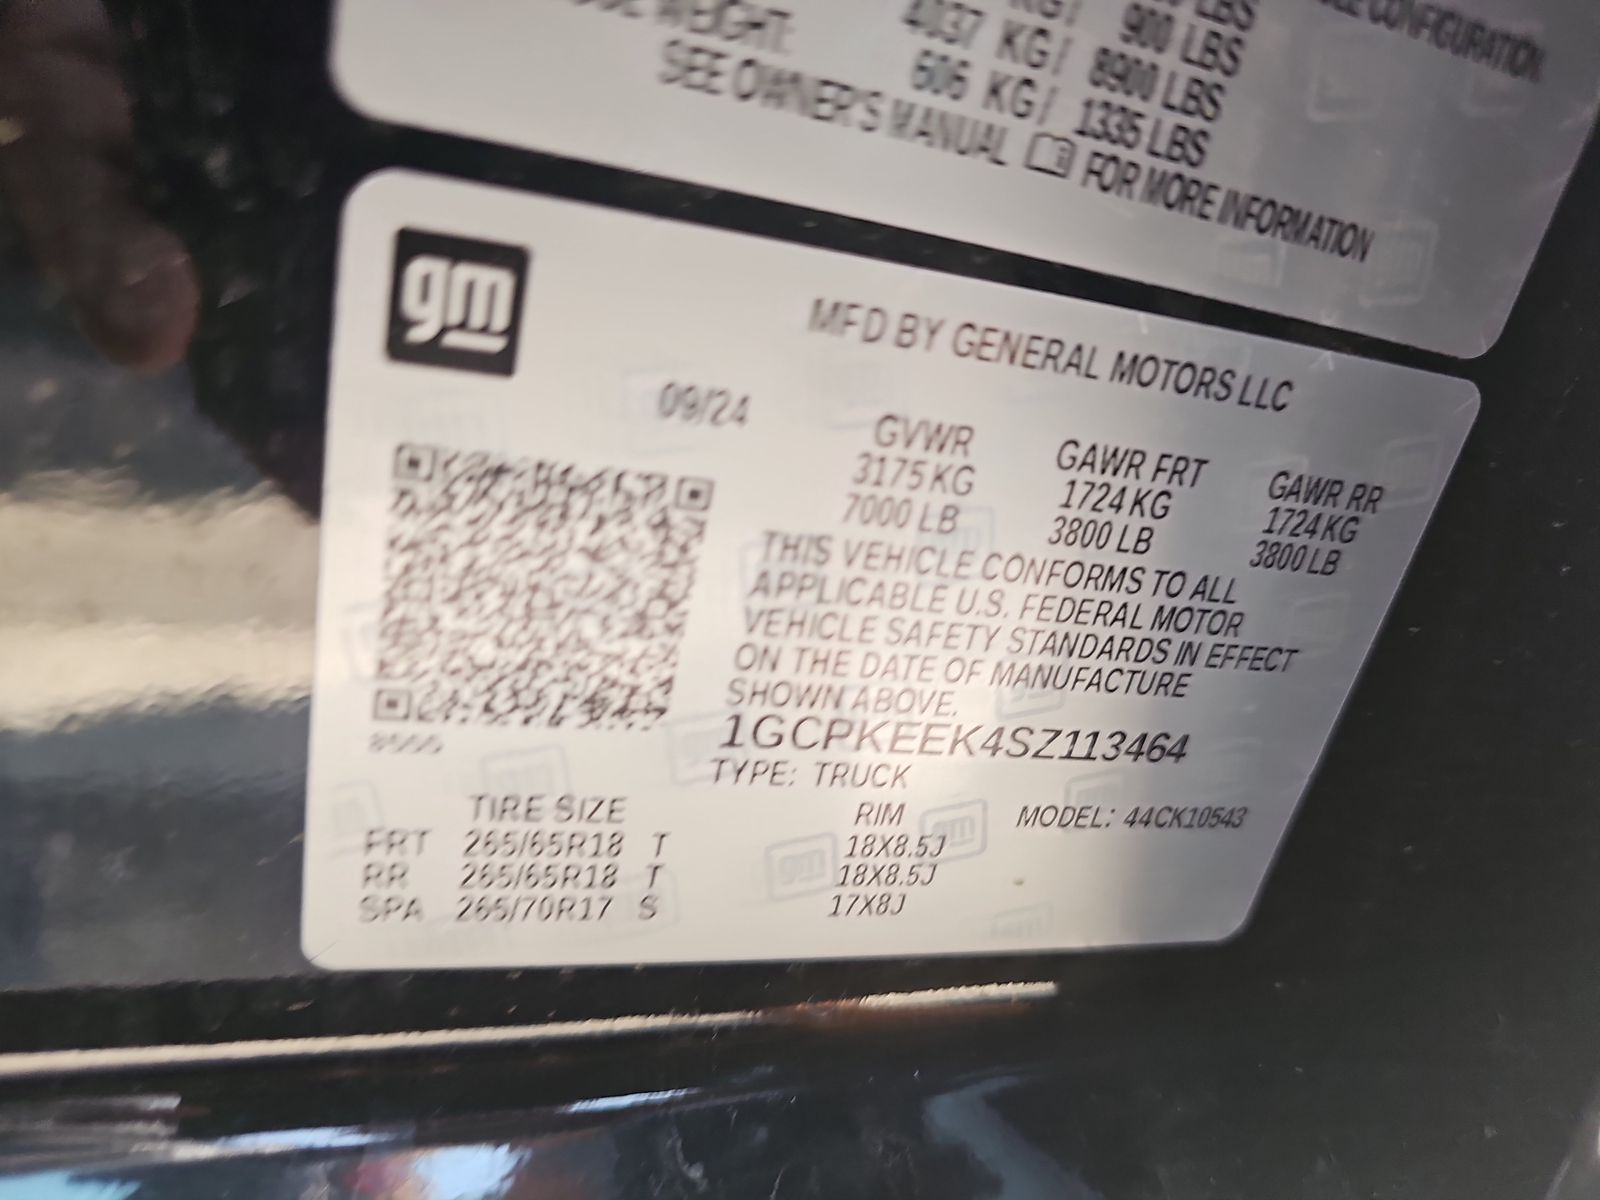 LBS
KG/ 900 LBS
WEIGHT: 4037 KG/ 8900 LBS
606 KG/ 1335 LBS
CONFIGURATION
SEE OWNER'S MANUAL FOR MORE INFORMATION
gm
MFD BY GENERAL MOTORS LLC
09/24
GVWR GAWR FRT GAWR RR
3175 KG 1724 KG 1724 KG
7000 LB 3800 LB 3800 LB
THIS VEHICLE CONFORMS TO ALL
APPLICABLE U.S. FEDERAL MOTOR
VEHICLE SAFETY STANDARDS IN EFFECT
ON THE DATE OF MANUFACTURE
SHOWN ABOVE.
1GCPKEEK4SZ113464
TYPE: TRUCK
TIRE SIZE RIM MODEL: 44CK10543
FRT 265/65R18 T 18X8.5J
RR 265/65R18 T 18X8.5J
SPA 265/70R17 S 17X8J